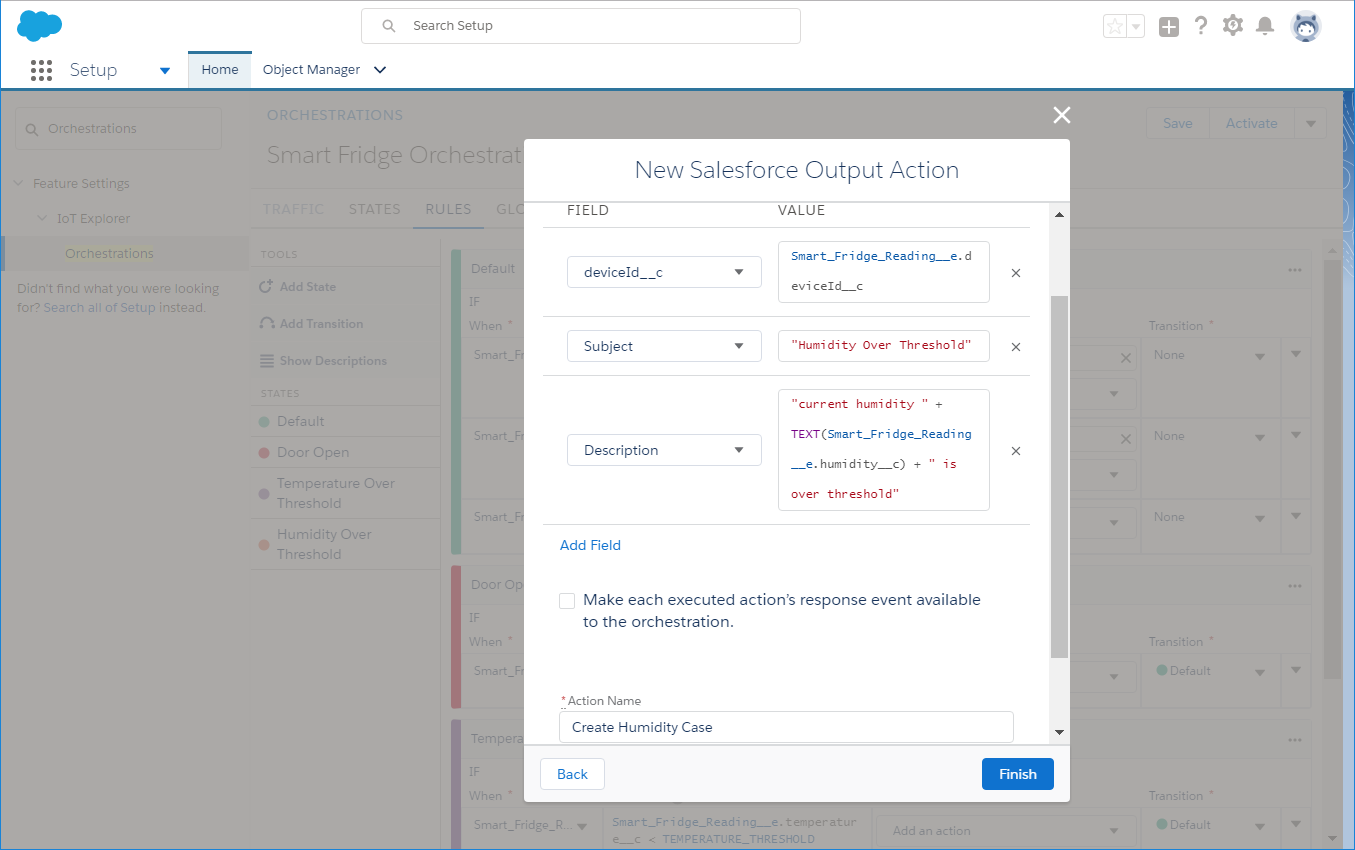 Search Setup
Setup
Home
Object Manager
Orchestrations
Feature Settings
IoT Explorer
Orchestrations
Didn't find what you were looking
for? Search all of Setup instead.
ORCHESTRATIONS
Smart Fridge Orchestrat
Save
Activate
TRAFFIC
STATES
RULES
GLO
TOOLS
Add State
Add Transition
Show Descriptions
STATES
Default
Door Open
Temperature Over
Threshold
Humidity Over
Threshold
Default
IF
When *
Transition *
Smart_Fr
None
Smart_Fr
None
Smart_Fr
None
Door Op
IF
When *
Transition *
Smart_Fr
Default
Tempera
IF
When *
Transition *
Smart_Fridge_R...
Smart_Fridge_Reading__e.temperatur
e__c < TEMPERATURE_THRESHOLD
Add an action
Default
New Salesforce Output Action
FIELD
VALUE
deviceId__c
Smart_Fridge_Reading__e.d
eviceId__c
Subject
"Humidity Over Threshold"
Description
"current humidity " +
TEXT(Smart_Fridge_Reading
__e.humidity__c) + " is
over threshold"
Add Field
Make each executed action's response event available
to the orchestration.
*Action Name
Create Humidity Case
Back
Finish